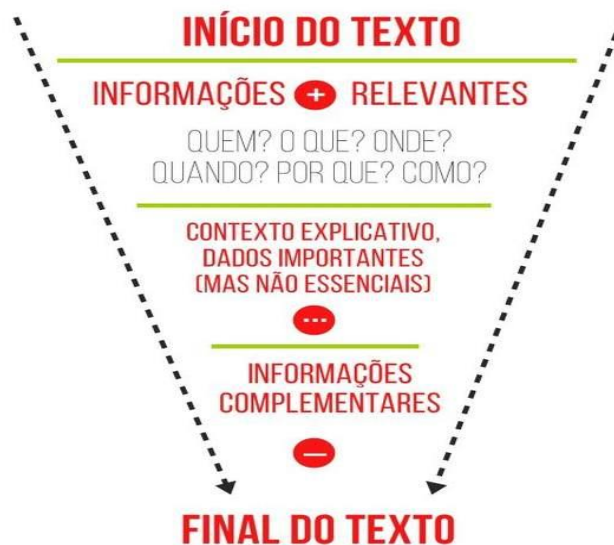 INÍCIO DO TEXTO
INFORMAÇÕES + RELEVANTES
QUEM? O QUE? ONDE?
QUANDO? POR QUE? COMO?
CONTEXTO EXPLICATIVO,
DADOS IMPORTANTES
(MAS NÃO ESSENCIAIS)
...
INFORMAÇÕES
COMPLEMENTARES
—
FINAL DO TEXTO